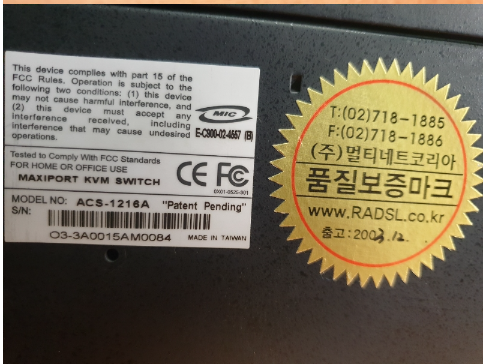 This device complies with part 15 of the
FCC Rules. Operation is subject to the
following two conditions: (1) this device
may not cause harmful interference, and
(2) this device must accept any
interference received, including
interference that may cause undesired
operations.
MIC
E-C900-02-4557 (B)
Tested to Comply With FCC Standards
FOR HOME OR OFFICE USE
MAXIPORT KVM SWITCH
CE FC
MODEL NO: ACS-1216A "Patent Pending"
S/N:
O3-3A0015AM0084
MADE IN TAIWAN
T:(02)718-1885
F:(02)718-1886
(주)멀티네트코리아
품질보증마크
www.RADSL.co.kr
출고:2003.12.